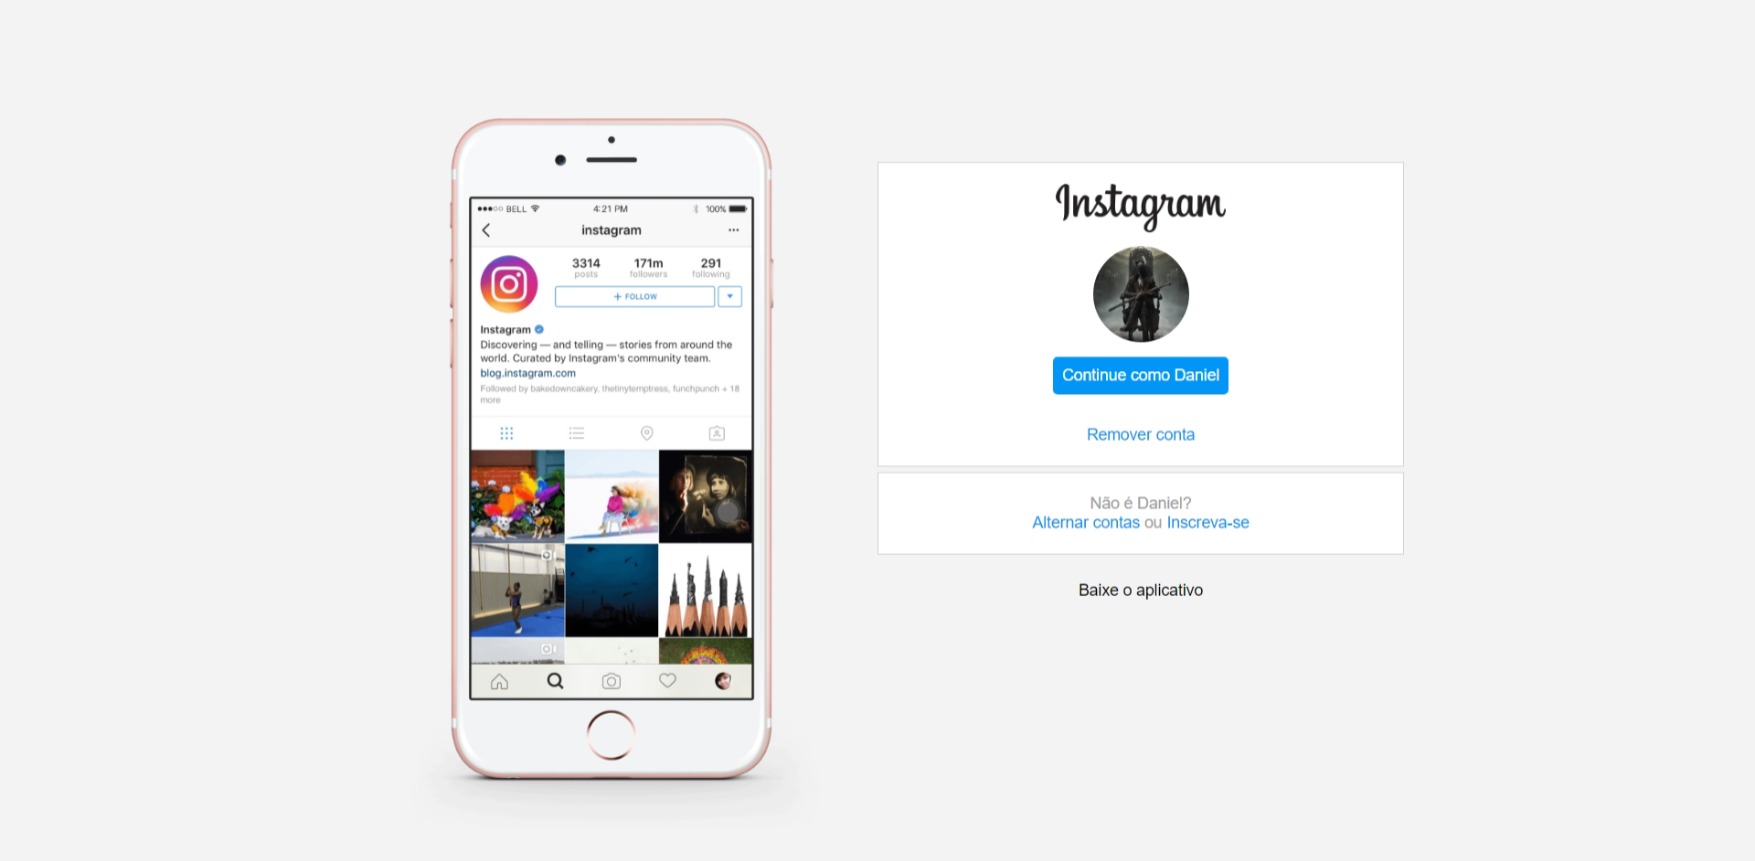 BELL 4:21 PM 100%
instagram
3314 171m 291
posts followers following
+ FOLLOW
Instagram
Discovering — and telling — stories from around the
world. Curated by Instagram's community team.
blog.instagram.com
Followed by bakedowncakery, thetinytemptress, funchpunch + 18
more
Instagram
Continue como Daniel
Remover conta
Não é Daniel?
Alternar contas ou Inscreva-se
Baixe o aplicativo